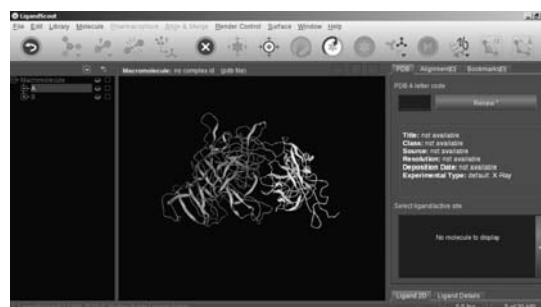 LigandScout
File Edit Library Molecule Pharmacophore Align & Merge Render Control Surface Window Help
Macromolecule: no complex id (pdb file)
PDB Alignment(0) Bookmarks(0)
Macromolecule
A
B
PDB 4 letter code
Title: not available
Class: not available
Source: not available
Resolution: not available
Deposition Date: not available
Experimental Type: default X-Ray
Select ligand/active site
No molecule to display
Ligand 2D Ligand Details